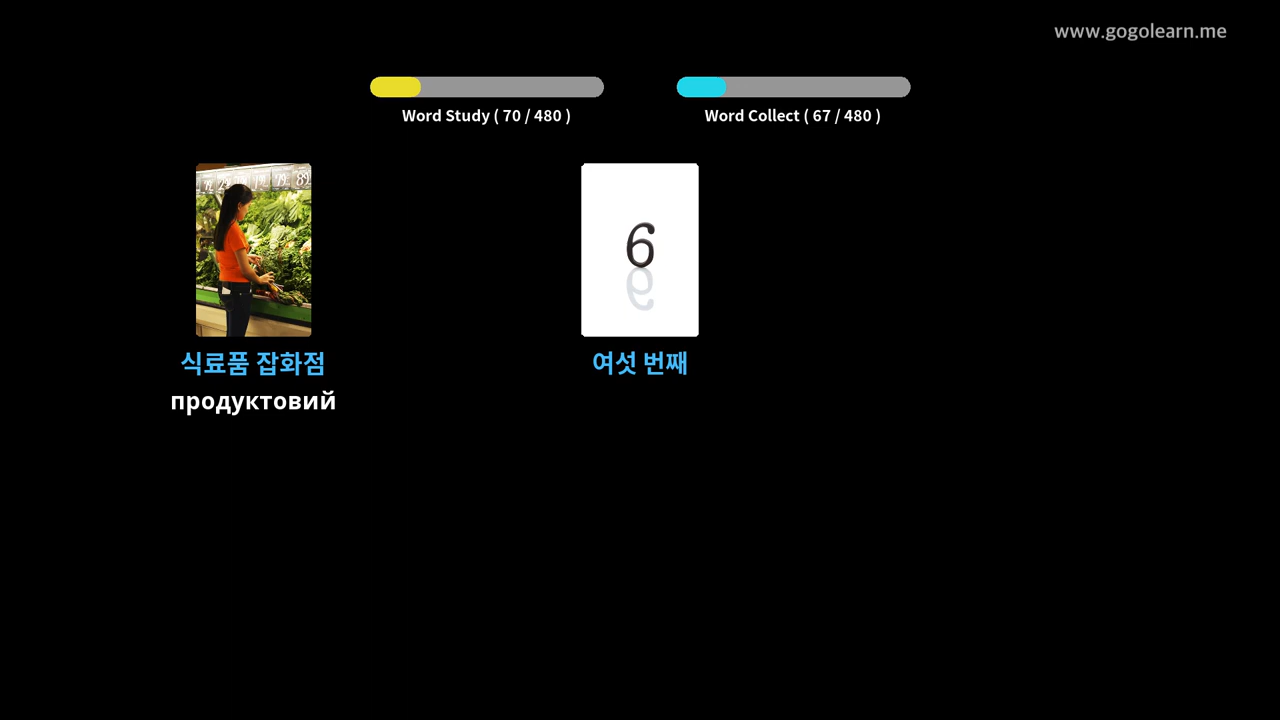 www.gogolearn.me
Word Study ( 70 / 480 )
Word Collect ( 67 / 480 )
6
식료품 잡화점
여섯 번째
продуктовий